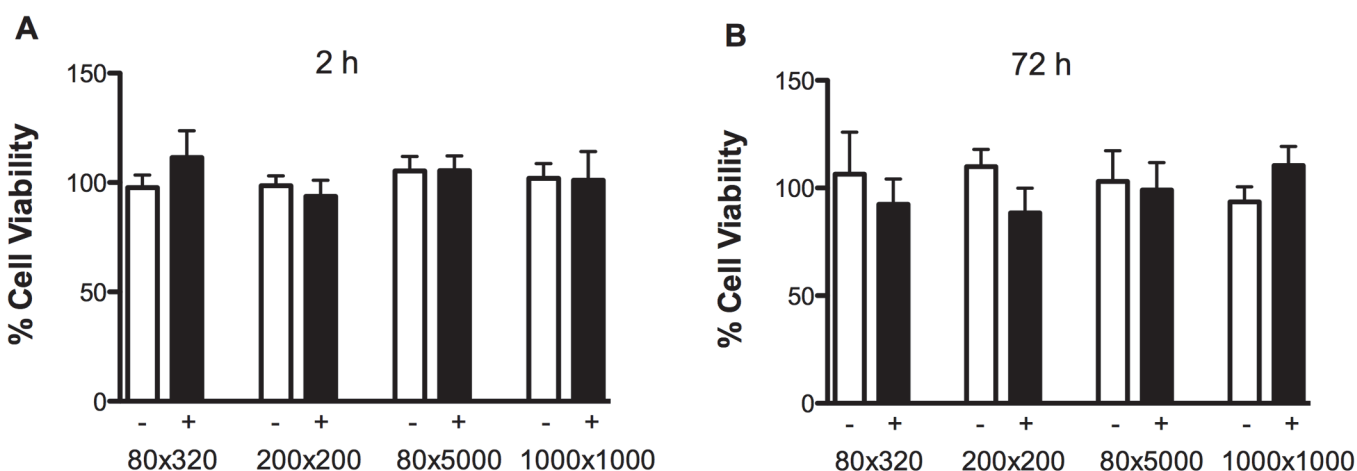 A
2 h
% Cell Viability
150
100
50
0
- + - + - + - +
80x320 200x200 80x5000 1000x1000
B
72 h
% Cell Viability
150
100
50
0
- + - + - + - +
80x320 200x200 80x5000 1000x1000